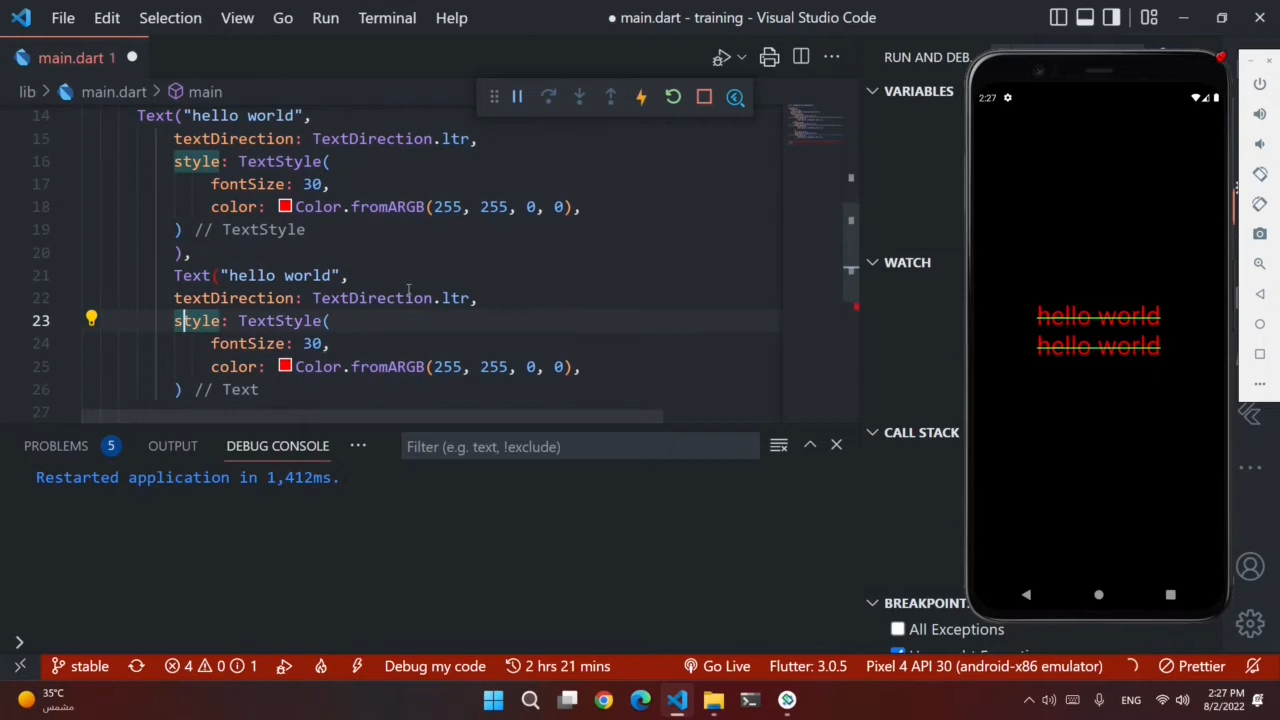 File Edit Selection View Go Run Terminal Help
● main.dart - training - Visual Studio Code
main.dart 1
RUN AND DEB
lib > main.dart > main
VARIABLES
14 Text("hello world",
15 textDirection: TextDirection.ltr,
16 style: TextStyle(
17 fontSize: 30,
18 color: Color.fromARGB(255, 255, 0, 0),
19 ) // TextStyle
20 ),
21 Text("hello world",
22 textDirection: TextDirection.ltr,
23 style: TextStyle(
24 fontSize: 30,
25 color: Color.fromARGB(255, 255, 0, 0),
26 ) // Text
27
WATCH
CALL STACK
BREAKPOINT
All Exceptions
2:27
hello world
hello world
PROBLEMS 5 OUTPUT DEBUG CONSOLE
Filter (e.g. text, !exclude)
Restarted application in 1,412ms.
stable 4 0 1 Debug my code 2 hrs 21 mins Go Live Flutter: 3.0.5 Pixel 4 API 30 (android-x86 emulator) Prettier
35°C
مشمس
ENG
2:27 PM
8/2/2022